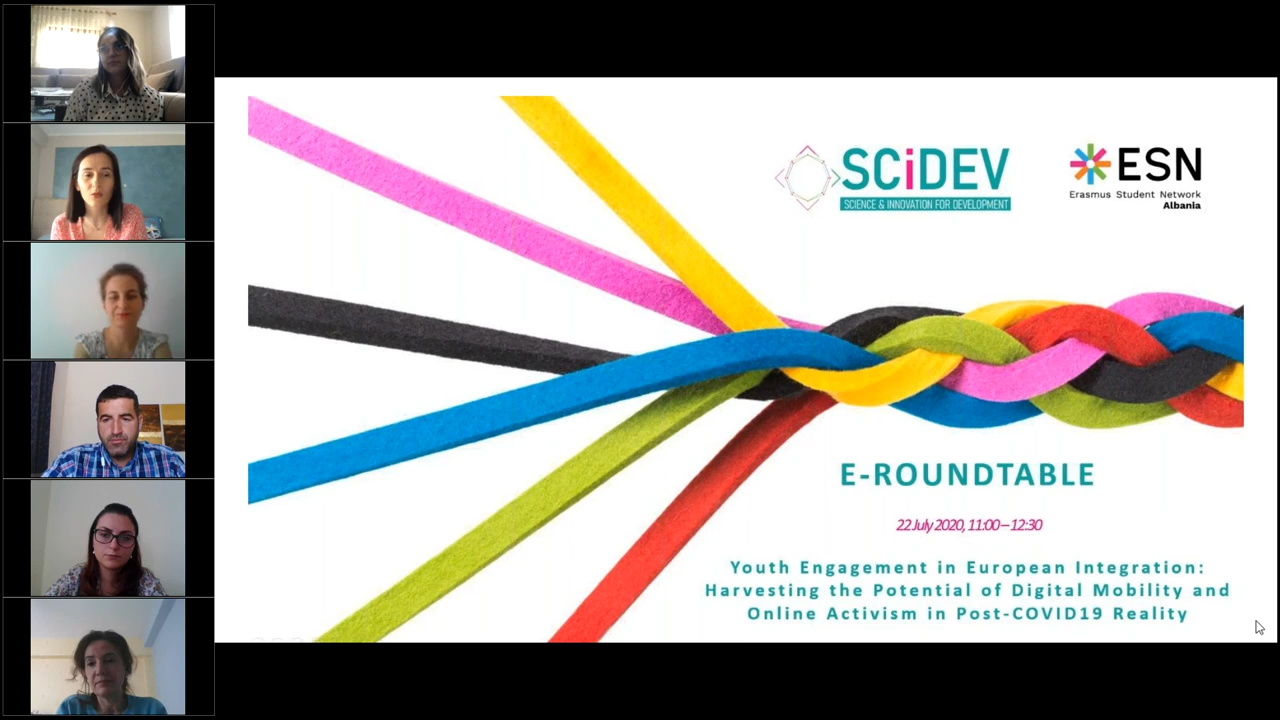 SCiDEV
SCIENCE & INNOVATION FOR DEVELOPMENT
ESN
Erasmus Student Network
Albania
E-ROUNDTABLE
22 July 2020, 11:00 – 12:30
Youth Engagement in European Integration:
Harvesting the Potential of Digital Mobility and
Online Activism in Post-COVID19 Reality